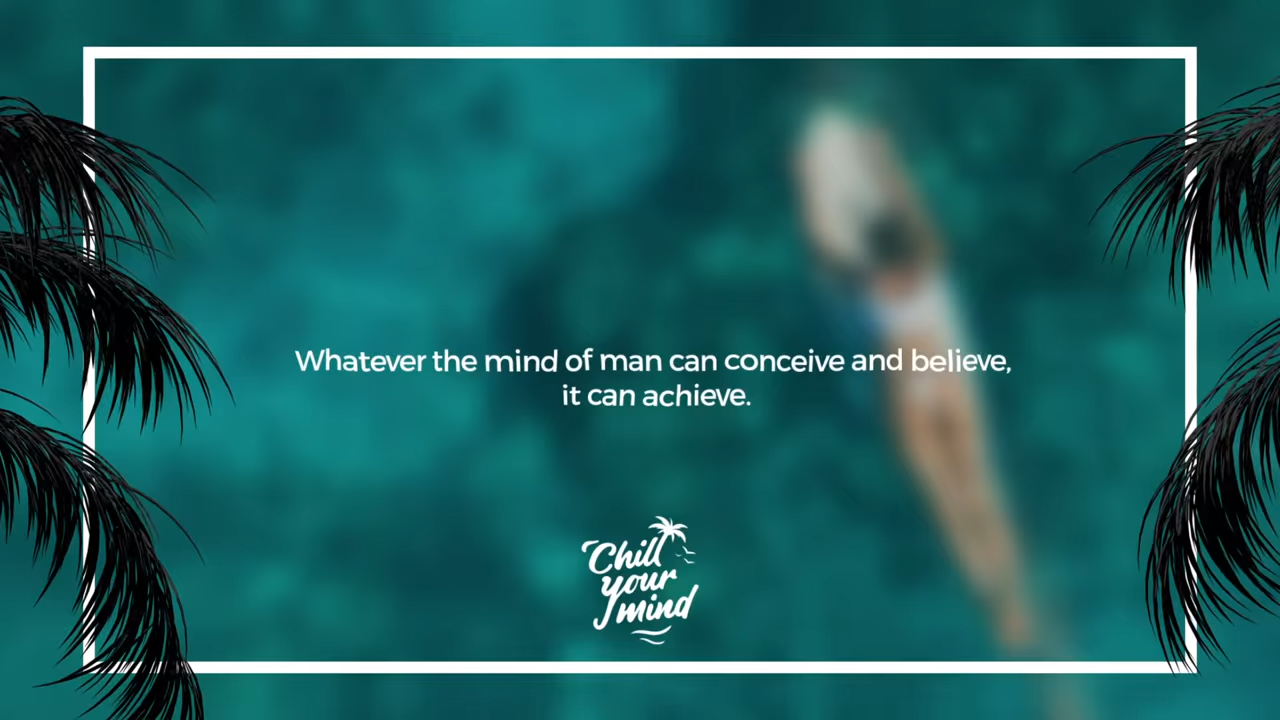 Whatever the mind of man can conceive and believe,
it can achieve.
Chill
your
mind